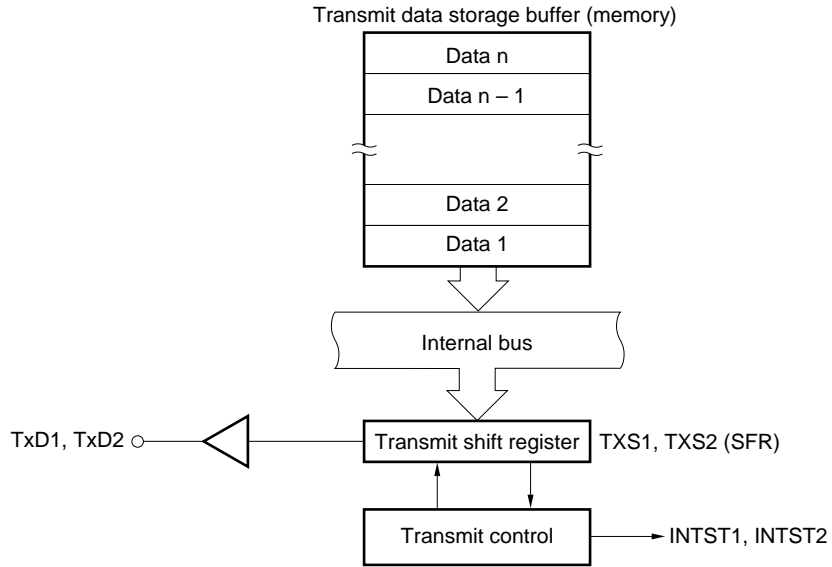 Transmit data storage buffer (memory)
Data n
Data n – 1
Data 2
Data 1
Internal bus
TxD1, TxD2
Transmit shift register
TXS1, TXS2 (SFR)
Transmit control
INTST1, INTST2